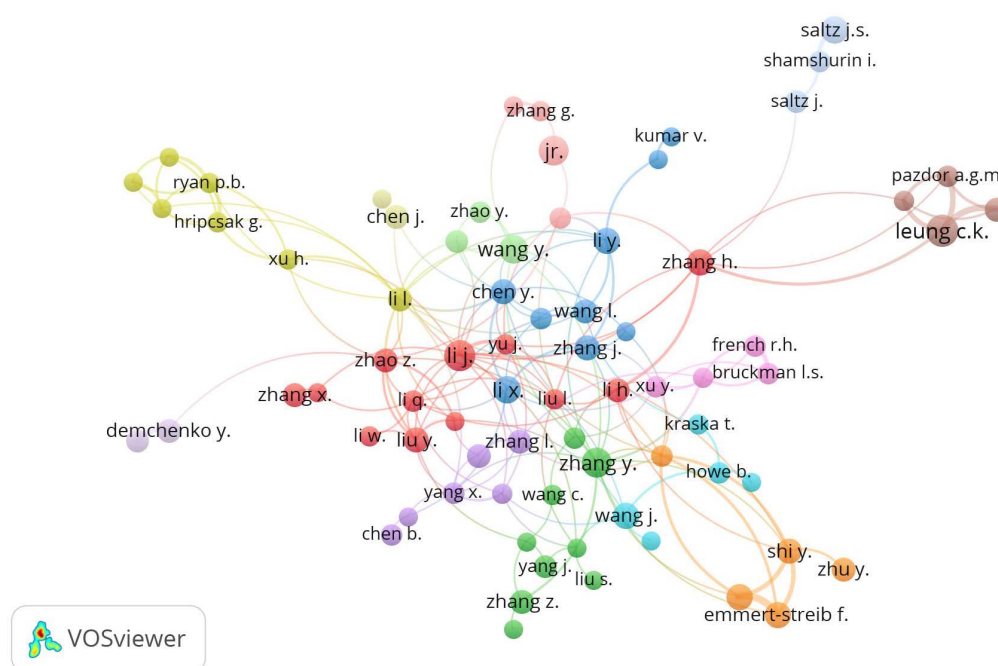 saltz j.s.
shamshurin i.
saltz j.
zhang g.
kumar v.
jr.
pazdor a.g.m
ryan p.b.
hripcsak g.
chen j.
zhao y.
leung c.k.
wang y.
li y.
xu h.
zhang h.
li l.
chen y.
wang l.
yu j.
zhang j.
french r.h.
zhao z.
li j.
bruckman l.s.
zhang x.
li q.
li x.
liu l.
li h.
xu y.
demchenko y.
li w.
liu y.
zhang l.
kraska t.
zhang y.
howe b.
yang x.
wang c.
chen b.
wang j.
yang j.
liu s.
shi y.
zhu y.
zhang z.
emmert-streib f.
VOSviewer